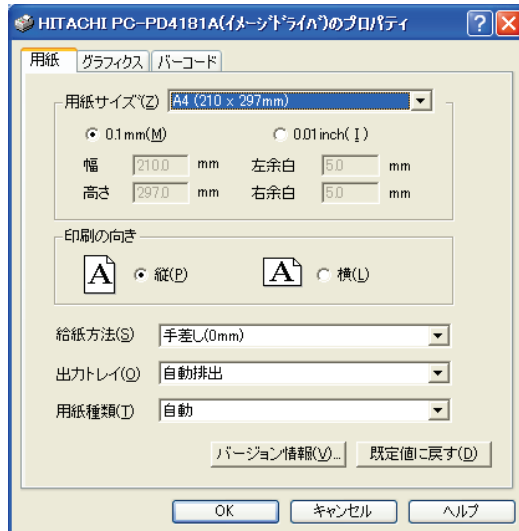 HITACHI PC-PD4181A(イメージドライバ)のプロパティ
用紙 グラフィクス バーコード
用紙サイズ(Z) A4 (210 x 297mm)
0.1mm(M) 0.01inch( I )
幅 210.0 mm 左余白 5.0 mm
高さ 297.0 mm 右余白 5.0 mm
印刷の向き
A 縦(P) A 横(L)
給紙方法(S) 手差し(0mm)
出力トレイ(O) 自動排出
用紙種類(T) 自動
バージョン情報(V)... 既定値に戻す(D)
OK キャンセル ヘルプ